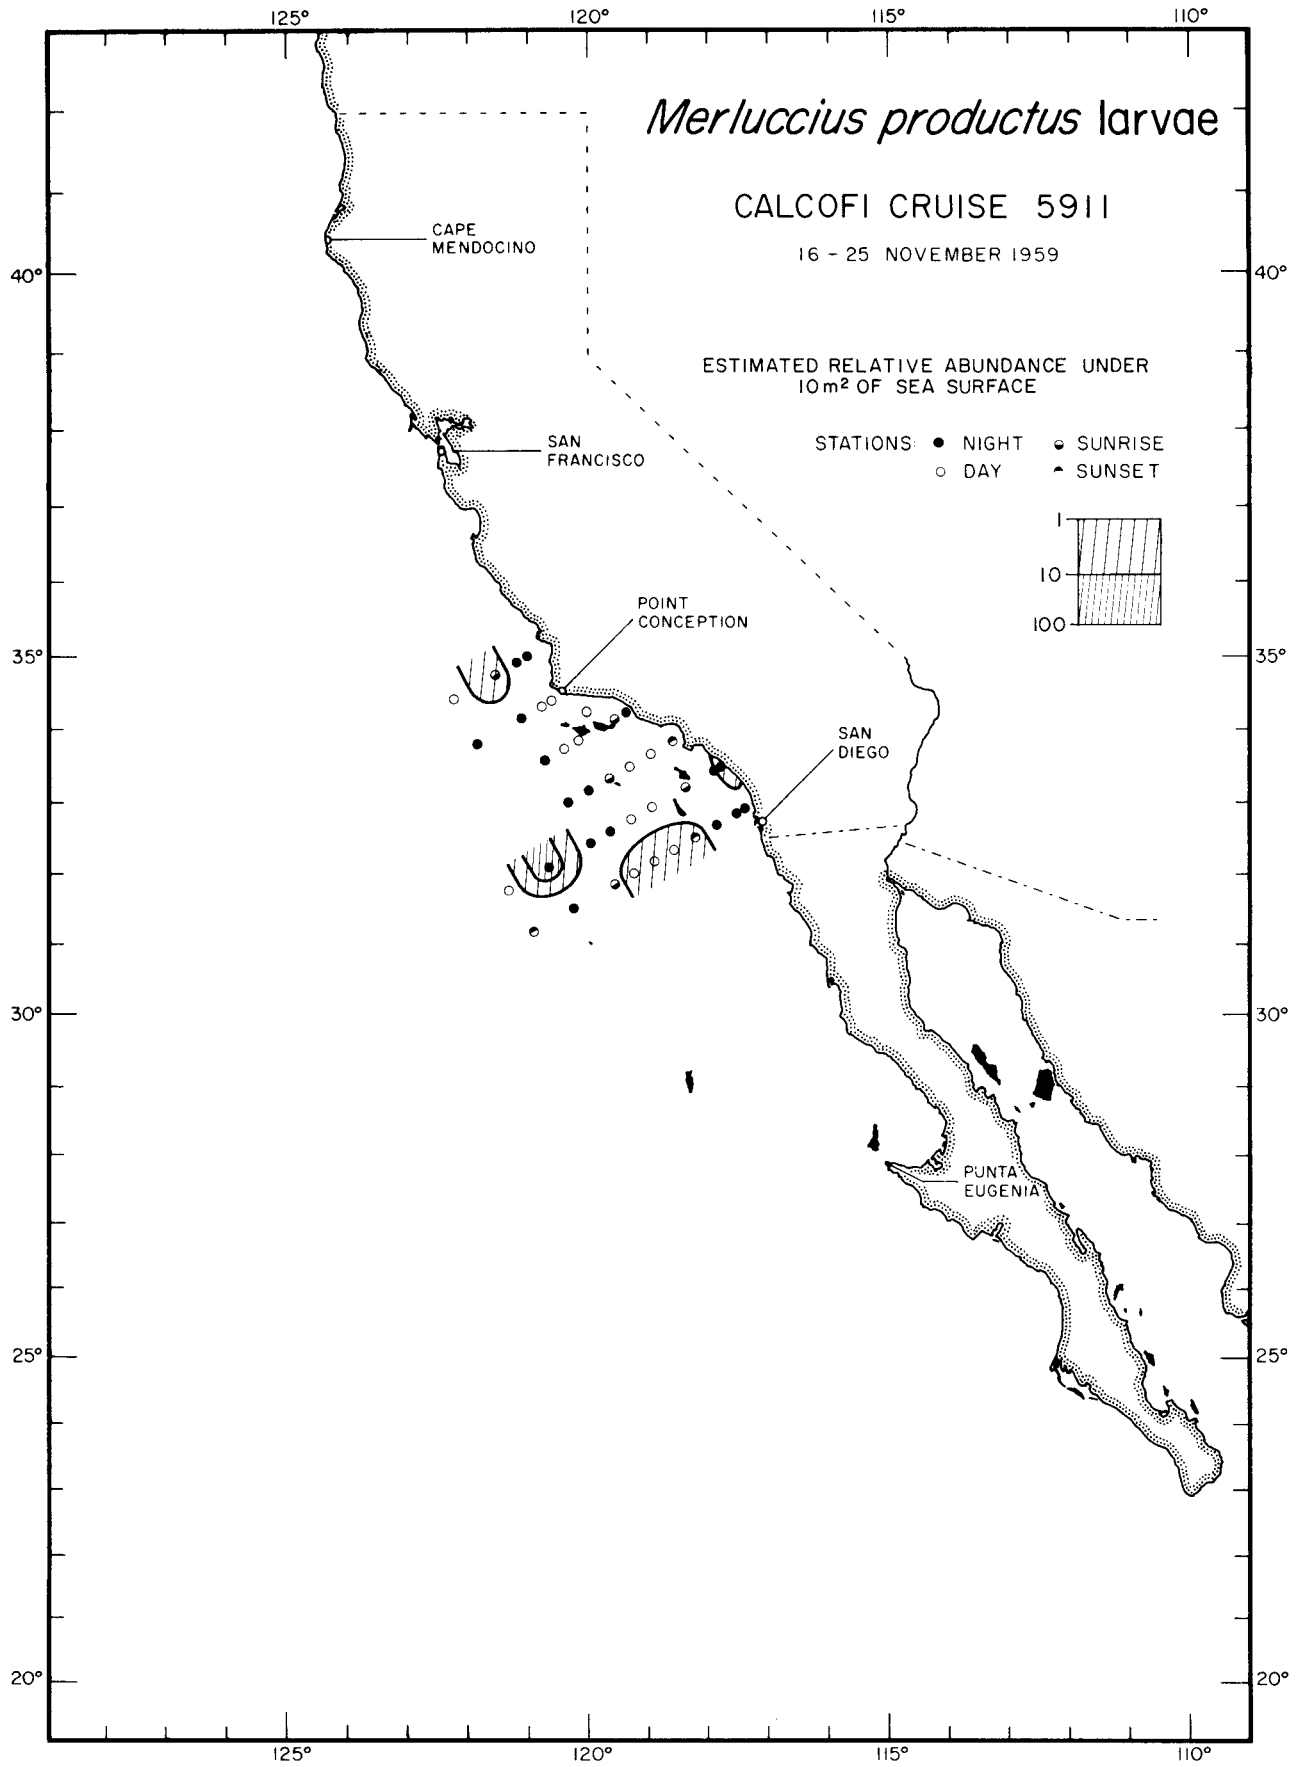 125° 120° 115° 110°
Merluccius productus larvae
CALCOFI CRUISE 5911
16 - 25 NOVEMBER 1959
CAPE
MENDOCINO
40° 40°
ESTIMATED RELATIVE ABUNDANCE UNDER
10m² OF SEA SURFACE
STATIONS: NIGHT SUNRISE
DAY SUNSET
SAN
FRANCISCO
1
10
100
POINT
CONCEPTION
35° 35°
SAN
DIEGO
30° 30°
PUNTA
EUGENIA
25° 25°
20° 20°
125° 120° 115° 110°